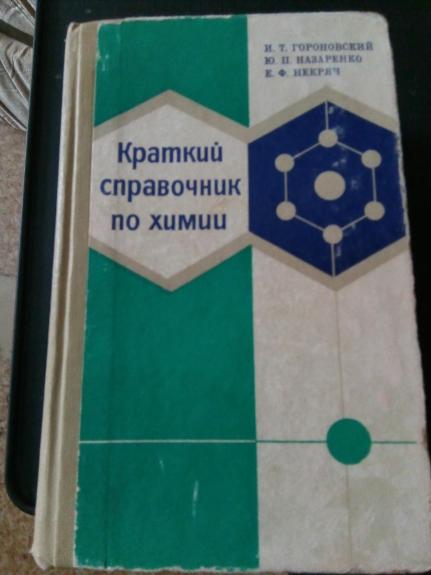 И. Т. ГОРОНОВСКИЙ
Ю. П. НАЗАРЕНКО
Е. Ф. НЕКРЯЧ
Краткий
справочник
по химии